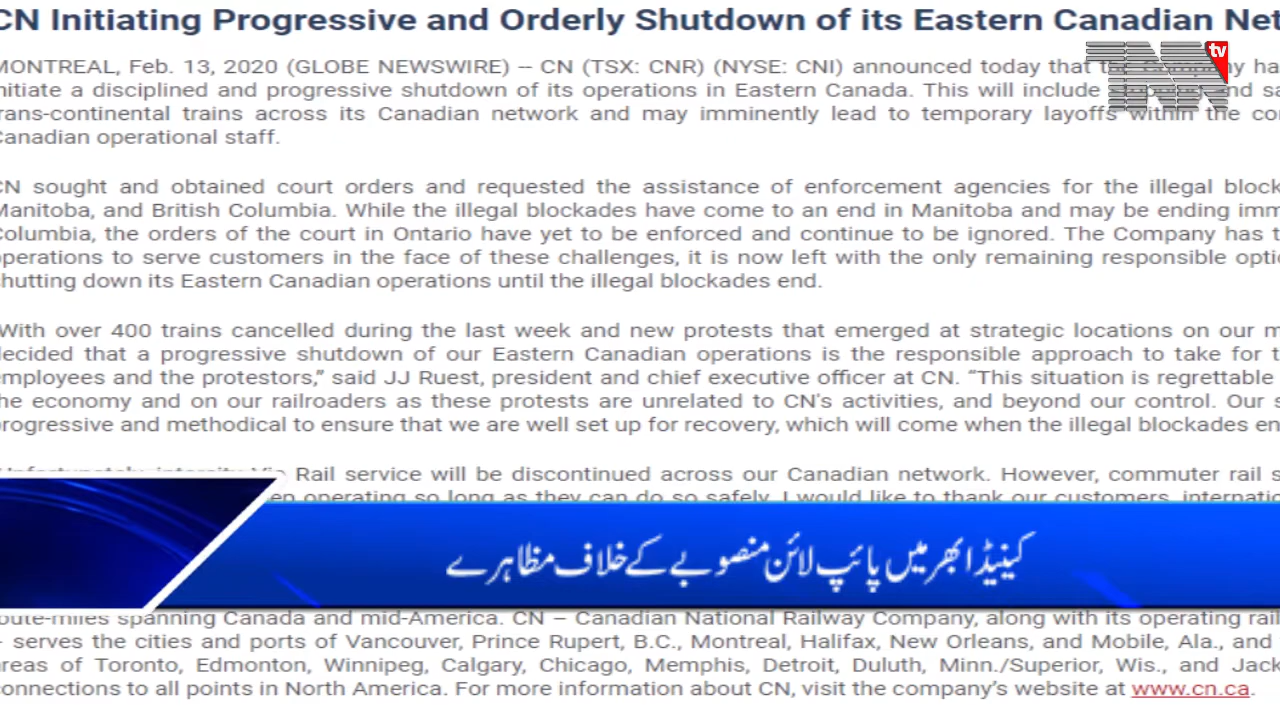 CN Initiating Progressive and Orderly Shutdown of its Eastern Canadian
tv
TNN
MONTREAL, Feb. 13, 2020 (GLOBE NEWSWIRE) -- CN (TSX: CNR) (NYSE: CNI) announced today that
initiate a disciplined and progressive shutdown of its operations in Eastern Canada. This will include
trans-continental trains across its Canadian network and may imminently lead to temporary layoffs within the
Canadian operational staff.
CN sought and obtained court orders and requested the assistance of enforcement agencies for the illegal
Manitoba, and British Columbia. While the illegal blockades have come to an end in Manitoba and may be ending
Columbia, the orders of the court in Ontario have yet to be enforced and continue to be ignored. The Company has
operations to serve customers in the face of these challenges, it is now left with the only remaining responsible
shutting down its Eastern Canadian operations until the illegal blockades end.
With over 400 trains cancelled during the last week and new protests that emerged at strategic locations on our
decided that a progressive shutdown of our Eastern Canadian operations is the responsible approach to take for
employees and the protestors,” said JJ Ruest, president and chief executive officer at CN. “This situation is regrettable
the economy and on our railroaders as these protests are unrelated to CN's activities, and beyond our control. Our
progressive and methodical to ensure that we are well set up for recovery, which will come when the illegal blockades
Rail service will be discontinued across our Canadian network. However, commuter rail
operating so long as they can do so safely. I would like to thank our customers,
کینیڈا بھر میں پائپ لائن منصوبے کے خلاف مظاہرے
route-miles spanning Canada and mid-America. CN – Canadian National Railway Company, along with its operating
- serves the cities and ports of Vancouver, Prince Rupert, B.C., Montreal, Halifax, New Orleans, and Mobile, Ala., and
areas of Toronto, Edmonton, Winnipeg, Calgary, Chicago, Memphis, Detroit, Duluth, Minn./Superior, Wis., and
connections to all points in North America. For more information about CN, visit the company's website at www.cn.ca.